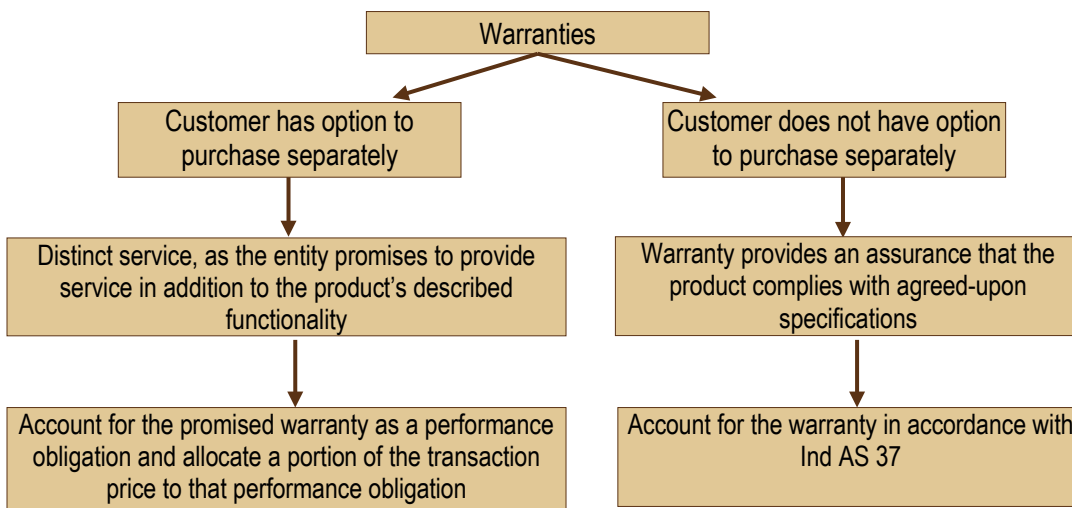 Warranties
Customer has option to
purchase separately
Customer does not have option
to purchase separately
Distinct service, as the entity promises to provide
service in addition to the product’s described
functionality
Warranty provides an assurance that the
product complies with agreed-upon
specifications
Account for the promised warranty as a performance
obligation and allocate a portion of the transaction
price to that performance obligation
Account for the warranty in accordance with
Ind AS 37